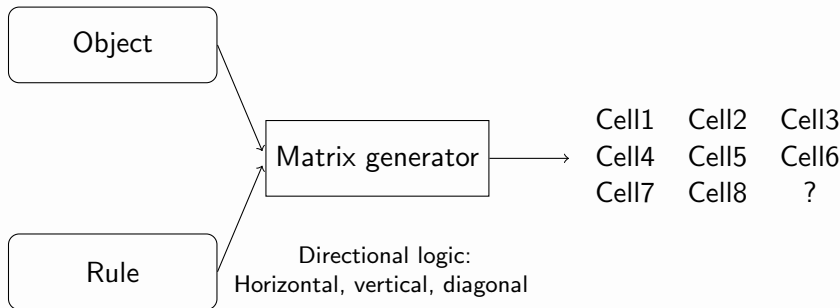 Object
Matrix generator
Cell1 Cell2 Cell3
Cell4 Cell5 Cell6
Cell7 Cell8 ?
Rule
Directional logic:
Horizontal, vertical, diagonal